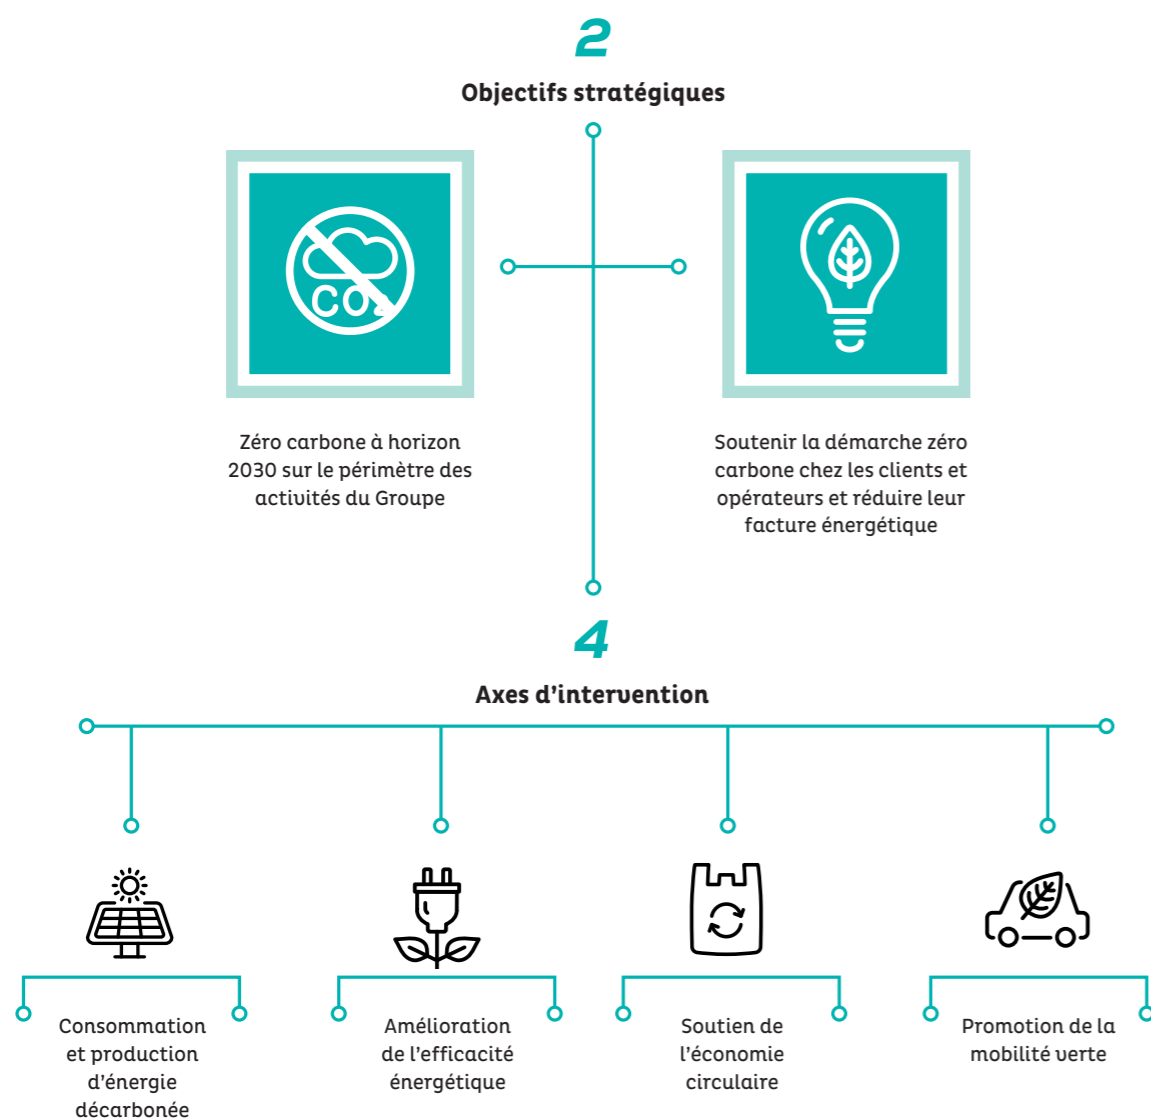 2
Objectifs stratégiques
CO₂
Zéro carbone à horizon
2030 sur le périmètre des
activités du Groupe
Soutenir la démarche zéro
carbone chez les clients et
opérateurs et réduire leur
facture énergétique
4
Axes d’intervention
Consommation
et production
d’énergie
décarbonée
Amélioration
de l’efficacité
énergétique
Soutien de
l’économie
circulaire
Promotion de la
mobilité verte